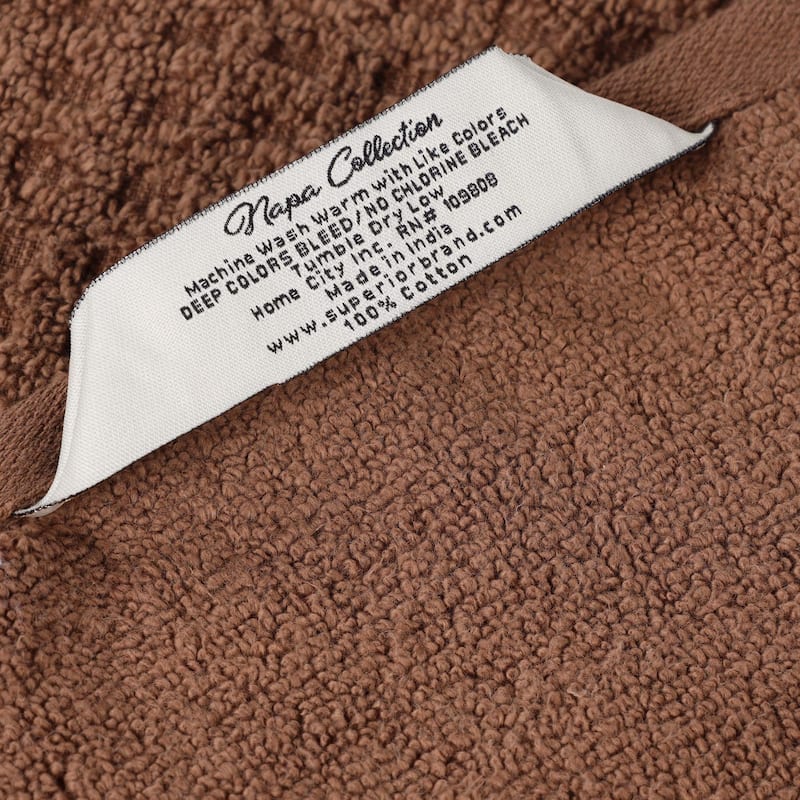 Napa Collection
Machine Wash Warm with Like Colors
DEEP COLORS BLEED/NO CHLORINE BLEACH
Tumble Dry Low
Home City Inc. RN# 109808
Made in India
www.superiorbrand.com
100% Cotton